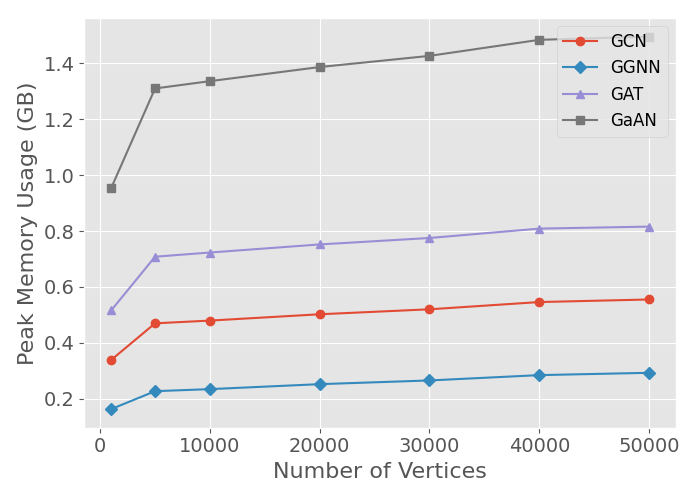 GCN
GGNN
GAT
GaAN
Peak Memory Usage (GB)
1.4
1.2
1.0
0.8
0.6
0.4
0.2
0 10000 20000 30000 40000 50000
Number of Vertices